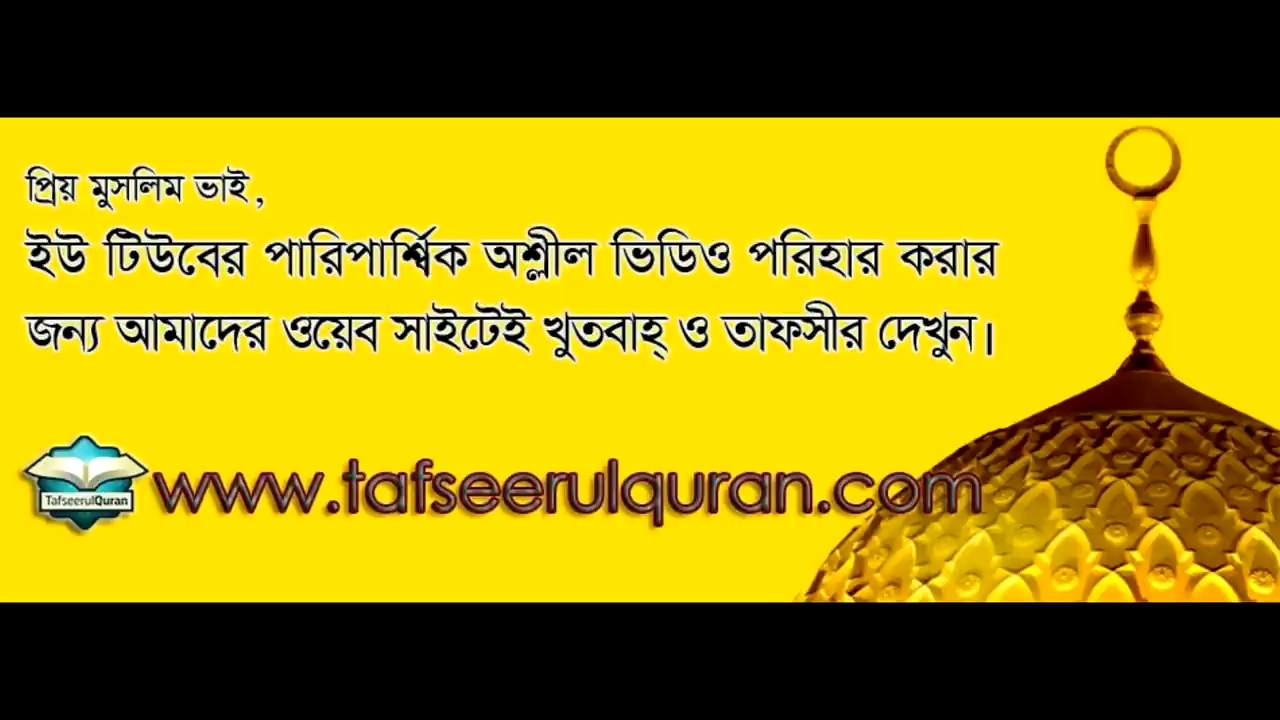 প্রিয় মুসলিম ভাই,
ইউ টিউবের পারিপার্শ্বিক অশ্লীল ভিডিও পরিহার করার
জন্য আমাদের ওয়েব সাইটেই খুতবাহ্ ও তাফসীর দেখুন।
TafseerulQuran
www.tafseerulquran.com